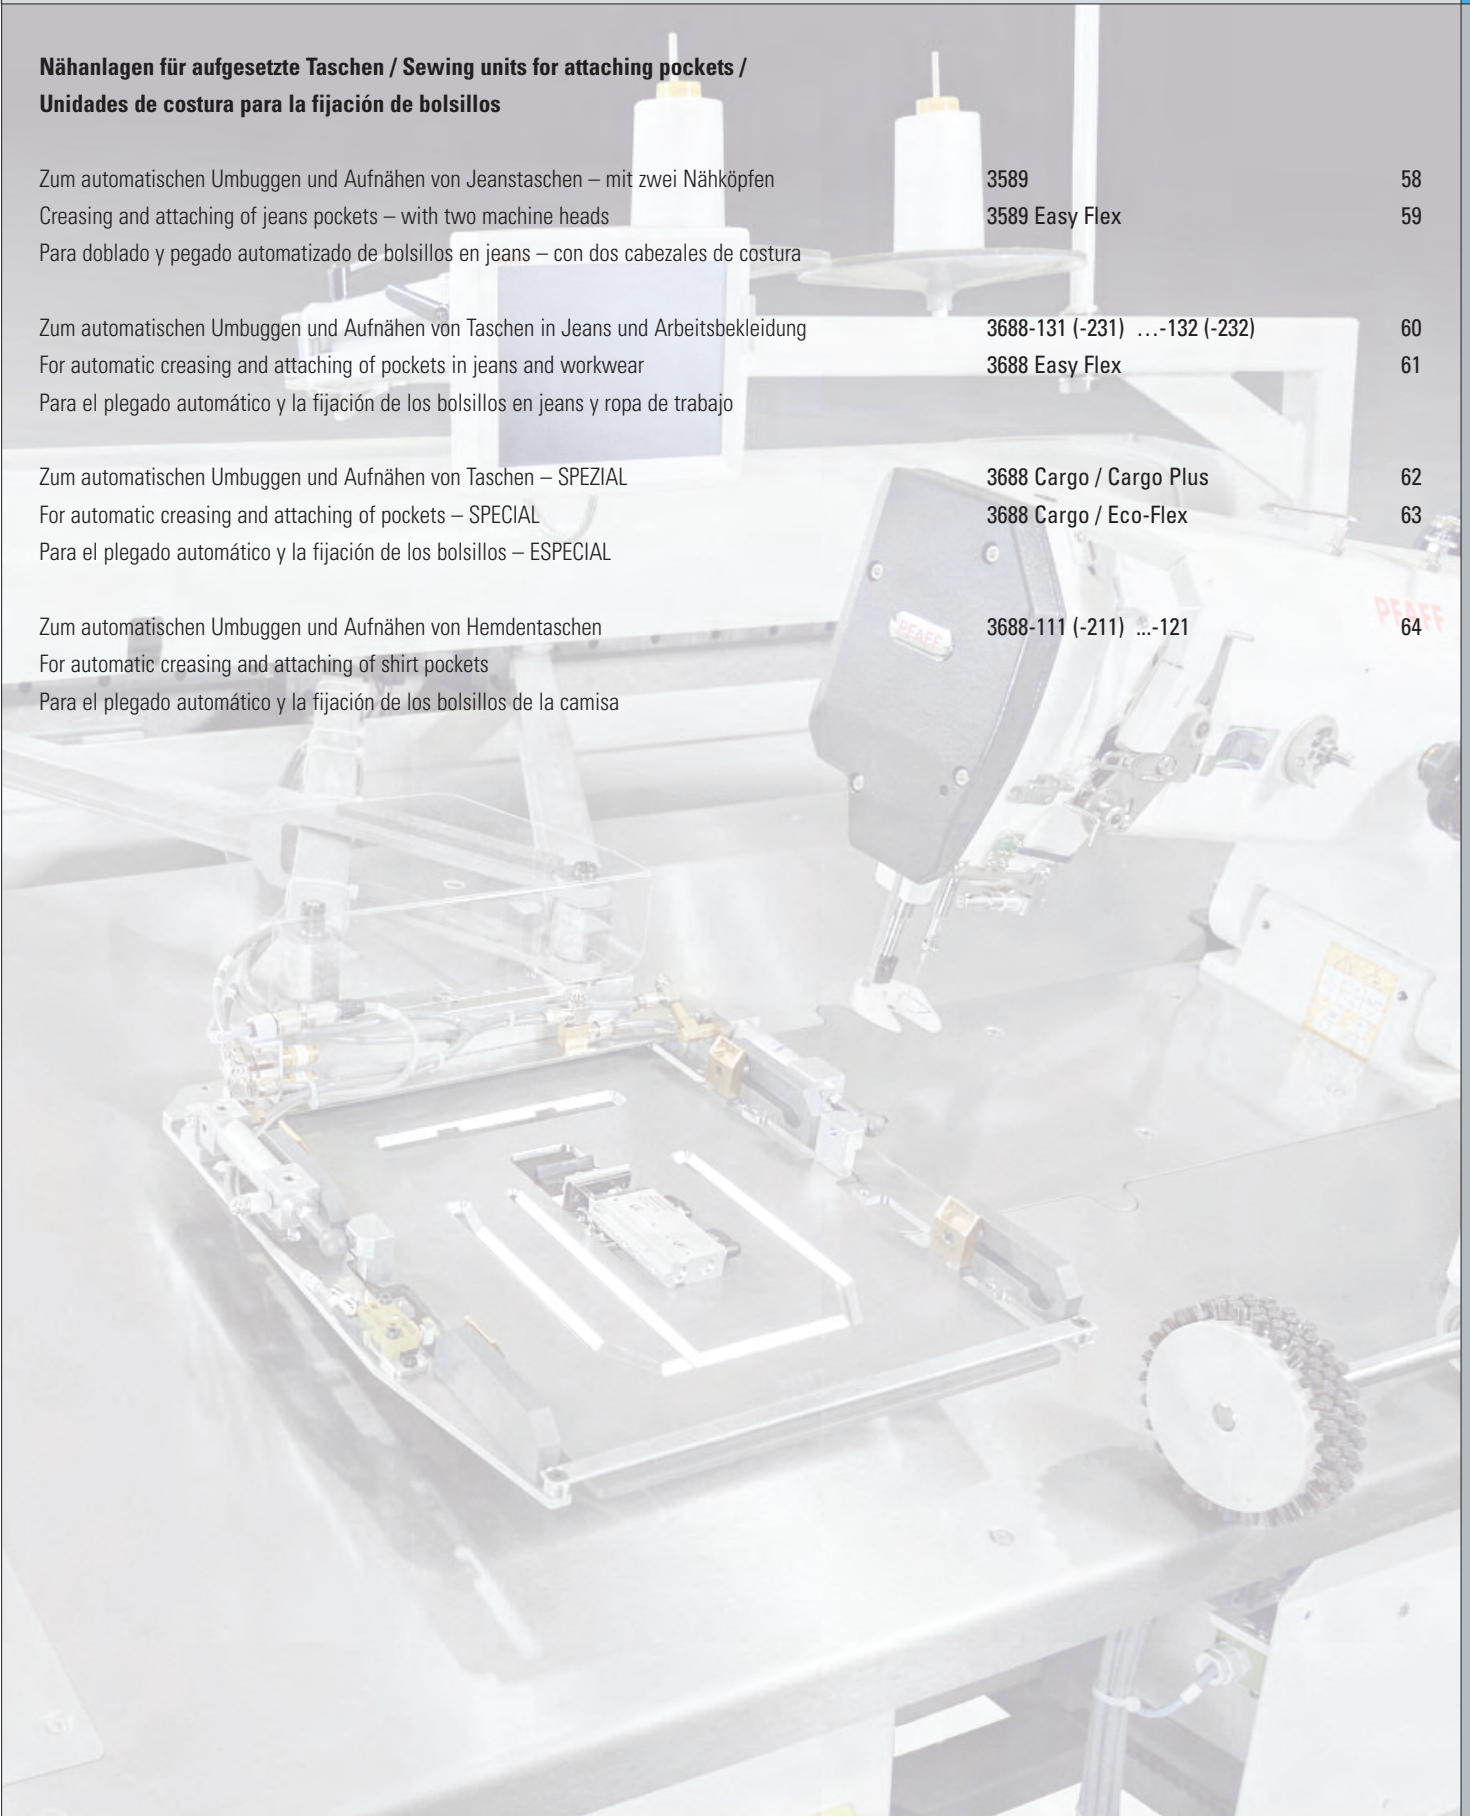 Nähanlagen für aufgesetzte Taschen / Sewing units for attaching pockets /
Unidades de costura para la fijación de bolsillos
Zum automatischen Umbuggen und Aufnähen von Jeanstaschen – mit zwei Nähköpfen 3589 58
Creasing and attaching of jeans pockets – with two machine heads 3589 Easy Flex 59
Para doblado y pegado automatizado de bolsillos en jeans – con dos cabezales de costura
Zum automatischen Umbuggen und Aufnähen von Taschen in Jeans und Arbeitsbekleidung 3688-131 (-231) …-132 (-232) 60
For automatic creasing and attaching of pockets in jeans and workwear 3688 Easy Flex 61
Para el plegado automático y la fijación de los bolsillos en jeans y ropa de trabajo
Zum automatischen Umbuggen und Aufnähen von Taschen – SPEZIAL 3688 Cargo / Cargo Plus 62
For automatic creasing and attaching of pockets – SPECIAL 3688 Cargo / Eco-Flex 63
Para el plegado automático y la fijación de los bolsillos – ESPECIAL
Zum automatischen Umbuggen und Aufnähen von Hemdentaschen 3688-111 (-211) ...-121 64
For automatic creasing and attaching of shirt pockets
Para el plegado automático y la fijación de los bolsillos de la camisa
PFAFF
PFAFF